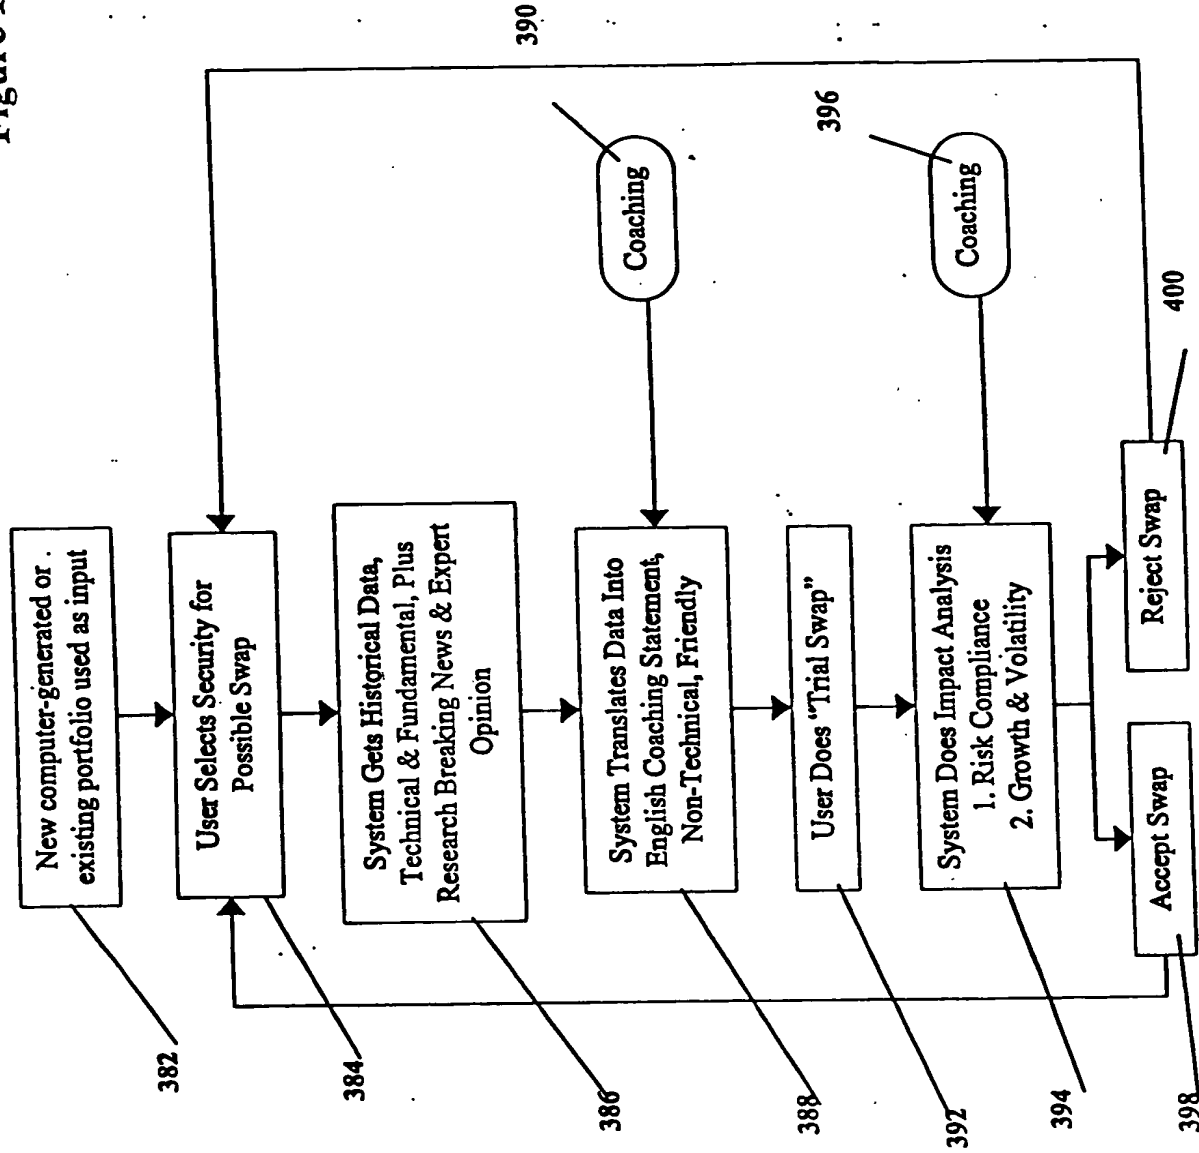 Figure
390
New computer-generated or .
existing portfolio used as input
382
User Selects Security for
Possible Swap
384
System Gets Historical Data,
Technical & Fundamental, Plus
Research Breaking News & Expert
Opinion
386
Coaching
System Translates Data Into
English Coaching Statement,
Non-Technical, Friendly
388
User Does "Trial Swap"
392
396
Coaching
System Does Impact Analysis
1. Risk Compliance
2. Growth & Volatility
394
Accept Swap
398
Reject Swap
400